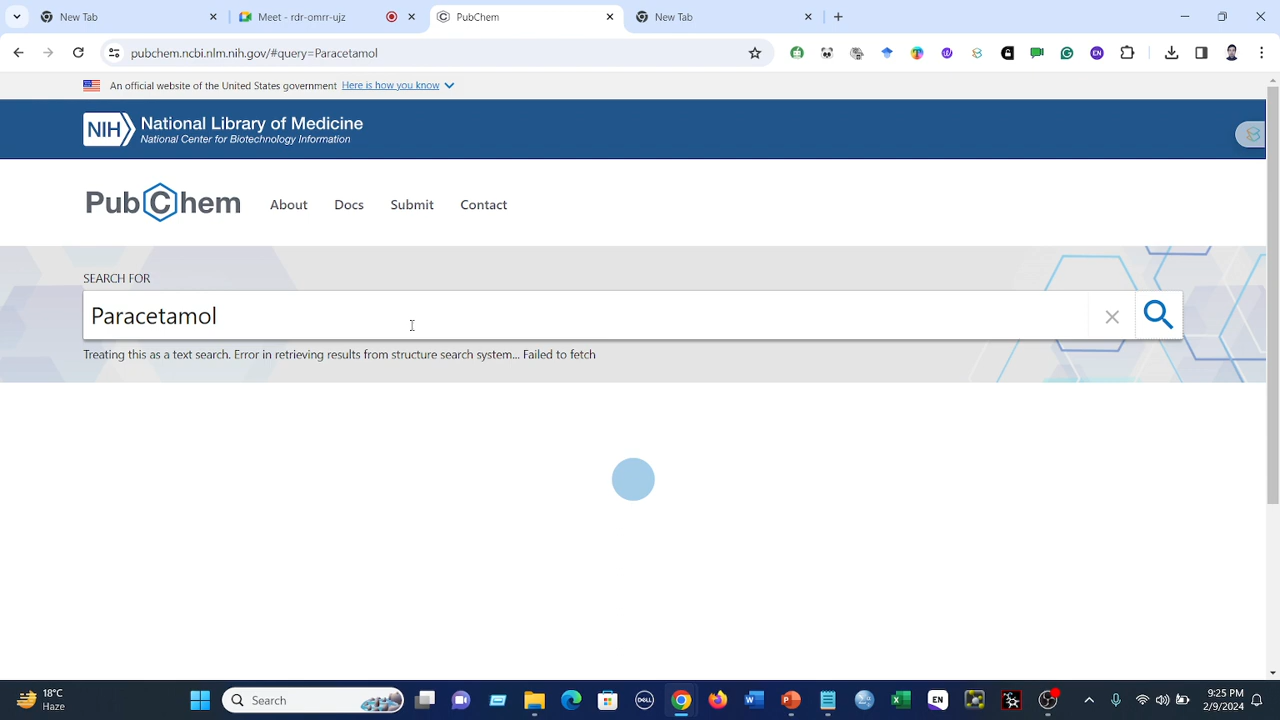 New Tab
Meet - rdr-omrr-ujz
PubChem
New Tab
pubchem.ncbi.nlm.nih.gov/#query=Paracetamol
An official website of the United States government Here is how you know
NIH National Library of Medicine
National Center for Biotechnology Information
PubChem About Docs Submit Contact
SEARCH FOR
Paracetamol
Treating this as a text search. Error in retrieving results from structure search system... Failed to fetch
18°C
Haze
Search
DELL
EN
9:25 PM
2/9/2024